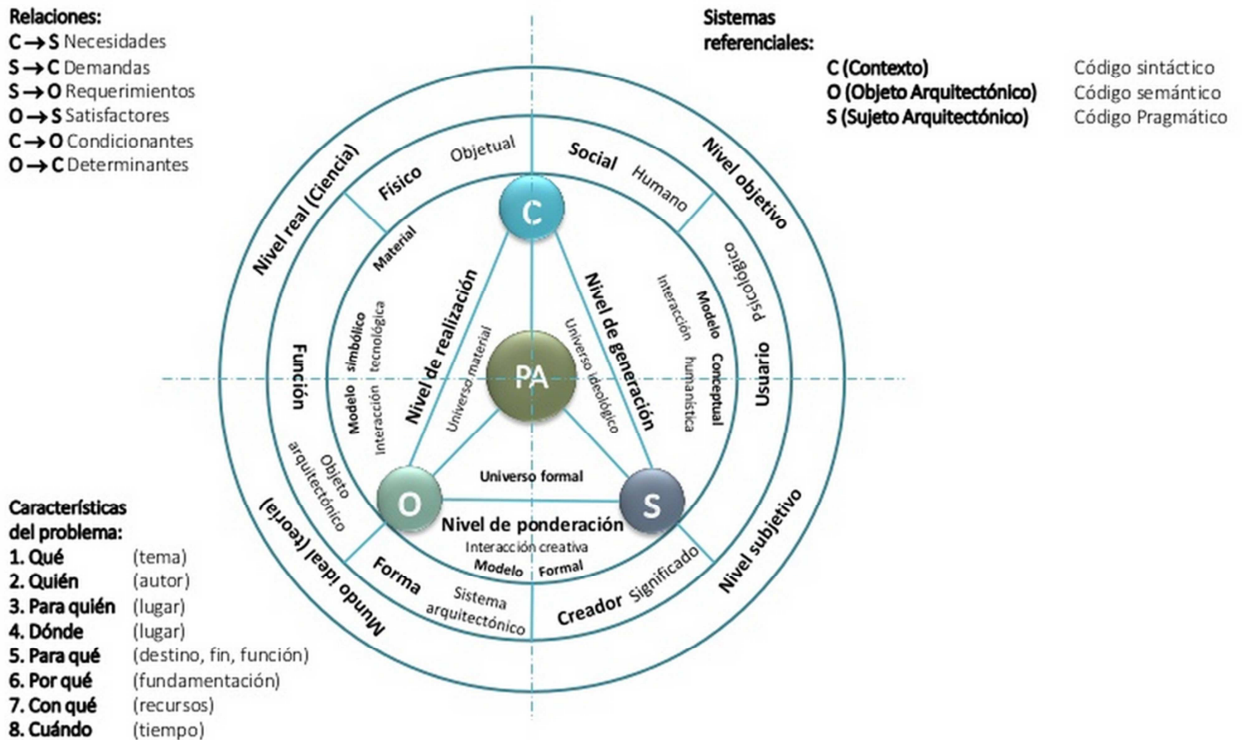 Relaciones:
C → S Necesidades
S → C Demandas
S → O Requerimientos
O → S Satisfactores
C → O Condicionantes
O → C Determinantes
Sistemas
referenciales:
C (Contexto) Código sintáctico
O (Objeto Arquitectónico) Código semántico
S (Sujeto Arquitectónico) Código Pragmático
Nivel real (Ciencia)
Nivel objetivo
Nivel subjetivo
Mundo ideal (teoría)
Físico Objetual
Social Humano
Psicológico
Usuario
Creador Significado
Forma Sistema
arquitectónico
Función
Objeto
arquitectónico
Material
Modelo simbólico
Interacción tecnológica
Nivel de realización
Universo material
C
Nivel de generación
Universo ideológico
Modelo Conceptual
Interacción humanística
PA
O
S
Universo formal
Nivel de ponderación
Interacción creativa
Modelo Formal
Características
del problema:
1. Qué (tema)
2. Quién (autor)
3. Para quién (lugar)
4. Dónde (lugar)
5. Para qué (destino, fin, función)
6. Por qué (fundamentación)
7. Con qué (recursos)
8. Cuándo (tiempo)